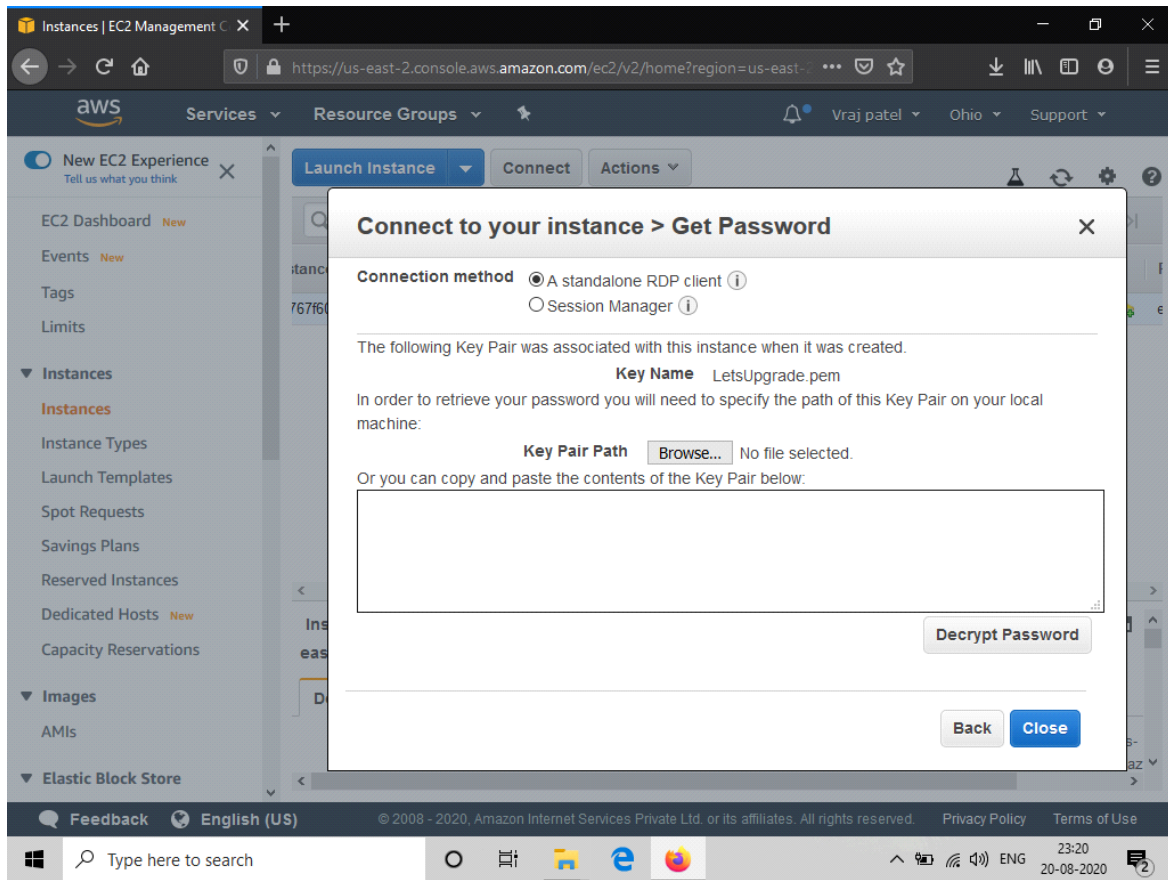 Instances | EC2 Management C
https://us-east-2.console.aws.amazon.com/ec2/v2/home?region=us-east-2
aws Services Resource Groups Vraj patel Ohio Support
New EC2 Experience
Tell us what you think
Launch Instance Connect Actions
EC2 Dashboard New
Events New
Tags
Limits
Instances
Instances
Instance Types
Launch Templates
Spot Requests
Savings Plans
Reserved Instances
Dedicated Hosts New
Capacity Reservations
Images
AMIs
Elastic Block Store
Connect to your instance > Get Password
Connection method A standalone RDP client
Session Manager
The following Key Pair was associated with this instance when it was created.
Key Name LetsUpgrade.pem
In order to retrieve your password you will need to specify the path of this Key Pair on your local
machine:
Key Pair Path Browse... No file selected.
Or you can copy and paste the contents of the Key Pair below:
Decrypt Password
Back Close
Feedback English (US) © 2008 - 2020, Amazon Internet Services Private Ltd. or its affiliates. All rights reserved. Privacy Policy Terms of Use
Type here to search
ENG
23:20
20-08-2020
2